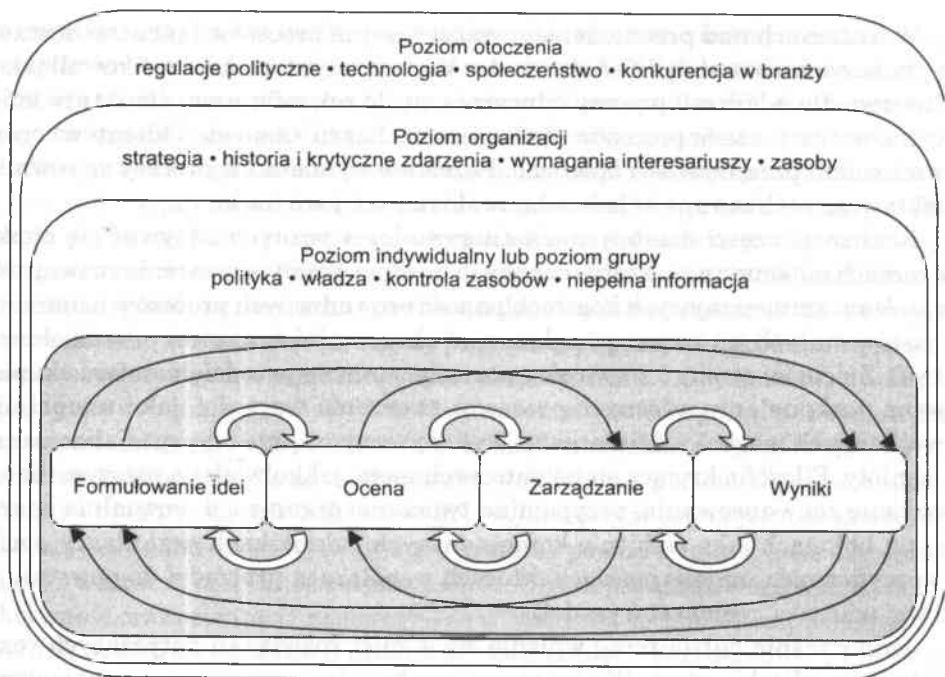 Poziom otoczenia
regulacje polityczne • technologia • społeczeństwo • konkurencja w branży
Poziom organizacji
strategia • historia i krytyczne zdarzenia • wymagania interesariuszy • zasoby
Poziom indywidualny lub poziom grupy
polityka • władza • kontrola zasobów • niepełna informacja
Formułowanie idei
Ocena
Zarządzanie
Wyniki